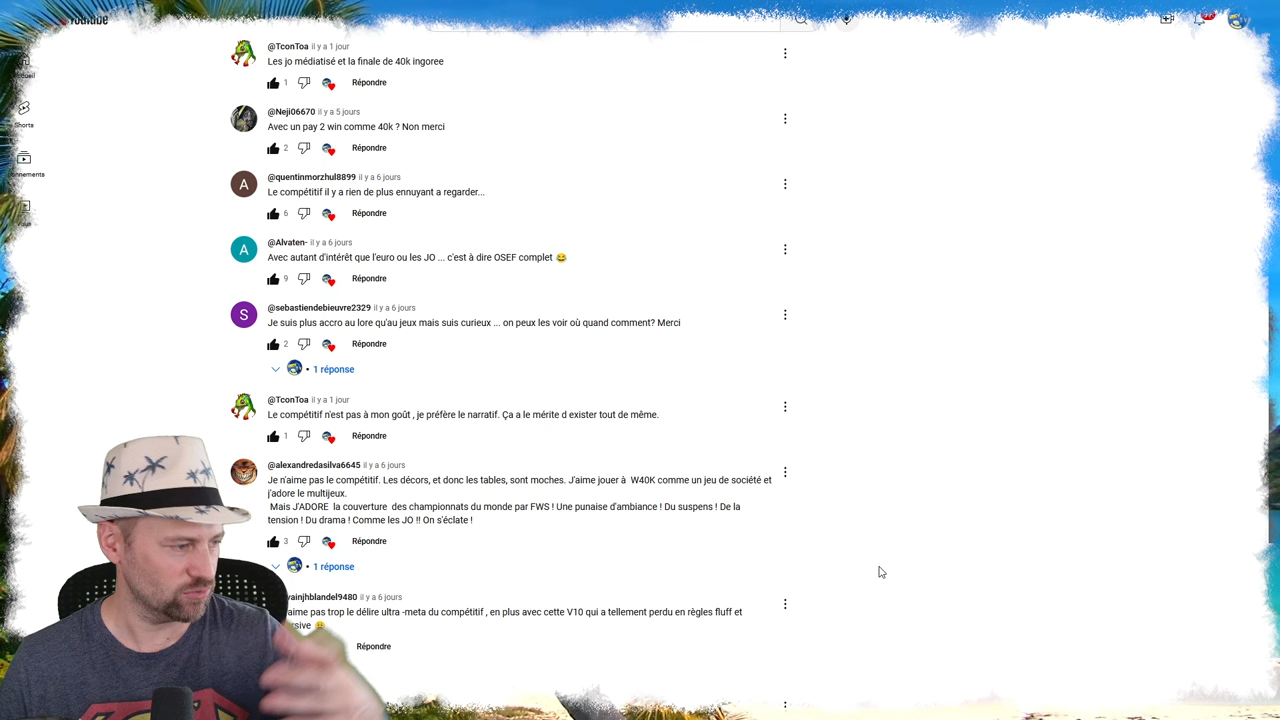 YouTube
Accueil
@TconToa il y a 1 jour
Les jo médiatisé et la finale de 40k ingoree
1 Répondre
Shorts
@Neji06670 il y a 5 jours
Avec un pay 2 win comme 40k ? Non merci
2 Répondre
@quentinmorzhul8899 il y a 6 jours
Le compétitif il y a rien de plus ennuyant a regarder...
6 Répondre
Vous
@Alvaten- il y a 6 jours
Avec autant d'intérêt que l'euro ou les JO ... c'est à dire OSEF complet 😂
9 Répondre
@sebastiendebieuvre2329 il y a 6 jours
Je suis plus accro au lore qu'au jeux mais suis curieux ... on peux les voir où quand comment? Merci
2 Répondre
• 1 réponse
@TconToa il y a 1 jour
Le compétitif n'est pas à mon goût , je préfère le narratif. Ça a le mérite d exister tout de même.
1 Répondre
@alexandredasilva6645 il y a 6 jours
Je n'aime pas le compétitif. Les décors, et donc les tables, sont moches. J'aime jouer à W40K comme un jeu de société et
j'adore le multijeux.
Mais J'ADORE la couverture des championnats du monde par FWS ! Une punaise d'ambiance ! Du suspens ! De la
tension ! Du drama ! Comme les JO !! On s'éclate !
3 Répondre
• 1 réponse
il y a 6 jours
aime pas trop le délire ultra -meta du compétitif , en plus avec cette V10 qui a tellement perdu en règles fluff et
Répondre